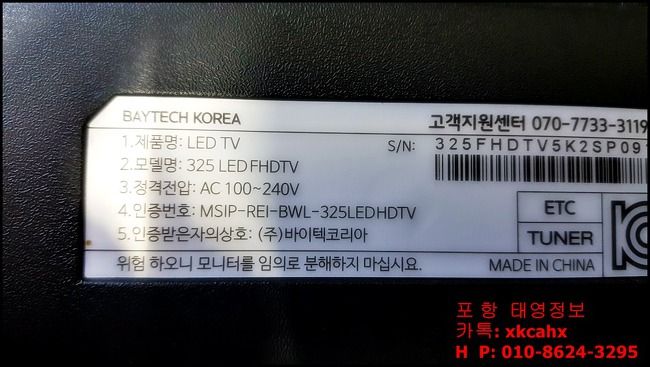 BAYTECH KOREA
고객지원센터 070-7733-3119
1.제품명: LED TV
S/N: 325FHDTV5K2SP091
2.모델명: 325 LED FHDTV
3.정격전압: AC 100~240V
4.인증번호: MSIP-REI-BWL-325LEDHDTV
ETC
5.인증받은자의상호: (주)바이텍코리아
TUNER
위험 하오니 모니터를 임의로 분해하지 마십시요.
MADE IN CHINA
포 항 태영정보
카톡: xkcahx
H P: 010-8624-3295